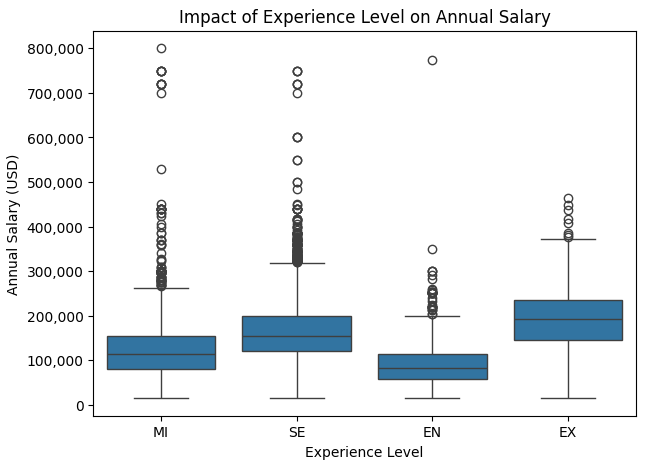 Impact of Experience Level on Annual Salary
800,000
700,000
600,000
500,000
400,000
300,000
200,000
100,000
0
Annual Salary (USD)
MI SE EN EX
Experience Level